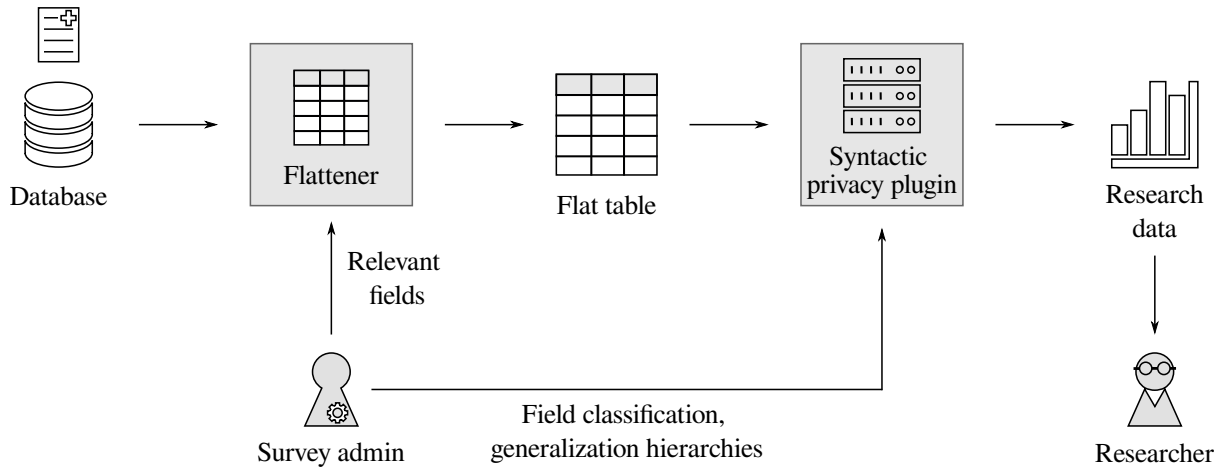 Database
Flattener
Flat table
Syntactic
privacy plugin
Research
data
Relevant
fields
Survey admin
Field classification,
generalization hierarchies
Researcher